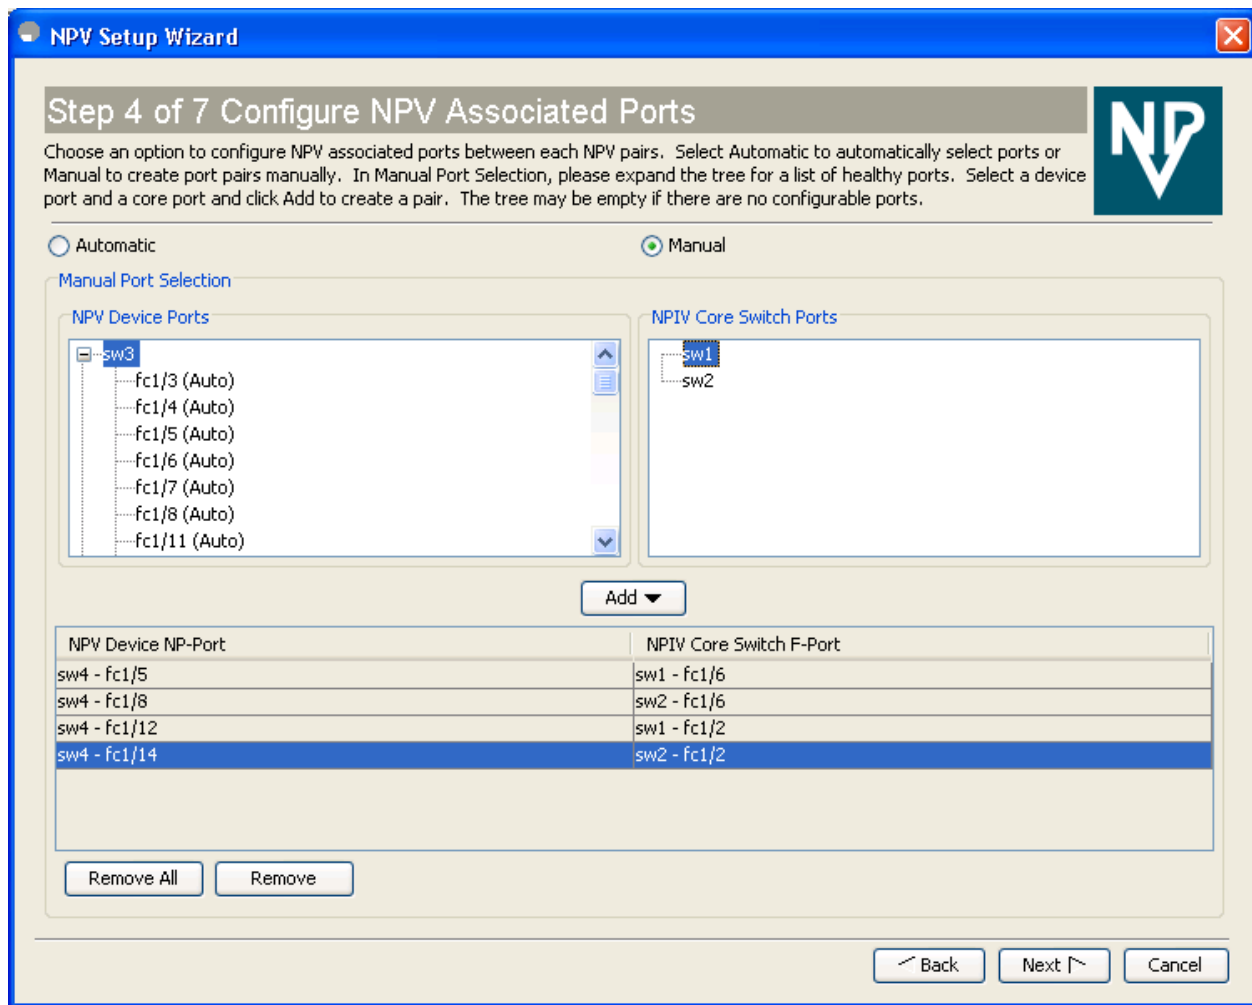 NPV Setup Wizard
Step 4 of 7 Configure NPV Associated Ports
NPV
Choose an option to configure NPV associated ports between each NPV pairs. Select Automatic to automatically select ports or
Manual to create port pairs manually. In Manual Port Selection, please expand the tree for a list of healthy ports. Select a device
port and a core port and click Add to create a pair. The tree may be empty if there are no configurable ports.
Automatic Manual
Manual Port Selection
NPV Device Ports NPIV Core Switch Ports
sw3 sw1
fc1/3 (Auto) sw2
fc1/4 (Auto)
fc1/5 (Auto)
fc1/6 (Auto)
fc1/7 (Auto)
fc1/8 (Auto)
fc1/11 (Auto)
Add
NPV Device NP-Port NPIV Core Switch F-Port
sw4 - fc1/5 sw1 - fc1/6
sw4 - fc1/8 sw2 - fc1/6
sw4 - fc1/12 sw1 - fc1/2
sw4 - fc1/14 sw2 - fc1/2
Remove All Remove
Back Next Cancel